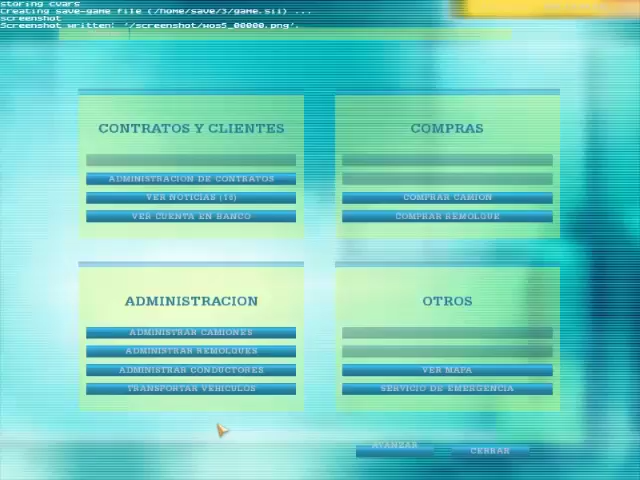 storing cvars
Creating save-game file (/home/save/3/game.sii) ...
screenshot
Screenshot written: '/screenshot/wosS_00000.png'.
CONTRATOS Y CLIENTES
ADMINISTRACION DE CONTRATOS
VER NOTICIAS (19)
VER CUENTA EN BANCO
COMPRAS
COMPRAR CAMION
COMPRAR REMOLQUE
ADMINISTRACION
ADMINISTRAR CAMIONES
ADMINISTRAR REMOLQUES
ADMINISTRAR CONDUCTORES
TRANSPORTAR VEHICULOS
OTROS
VER MAPA
SERVICIO DE EMERGENCIA
AVANZAR
CERRAR